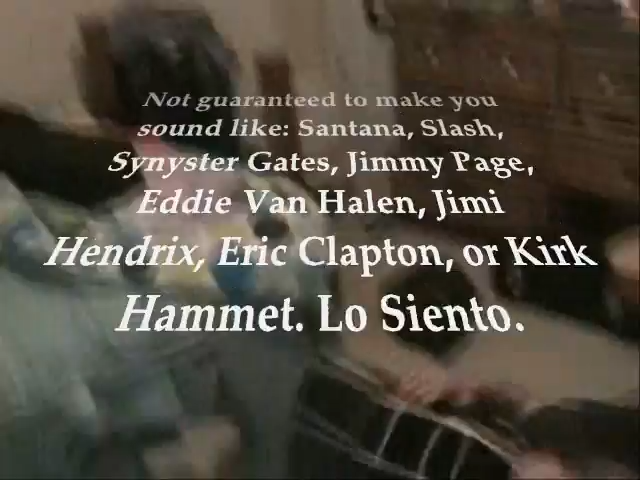 Not guaranteed to make you
sound like: Santana, Slash,
Synyster Gates, Jimmy Page,
Eddie Van Halen, Jimi
Hendrix, Eric Clapton, or Kirk
Hammet. Lo Siento.